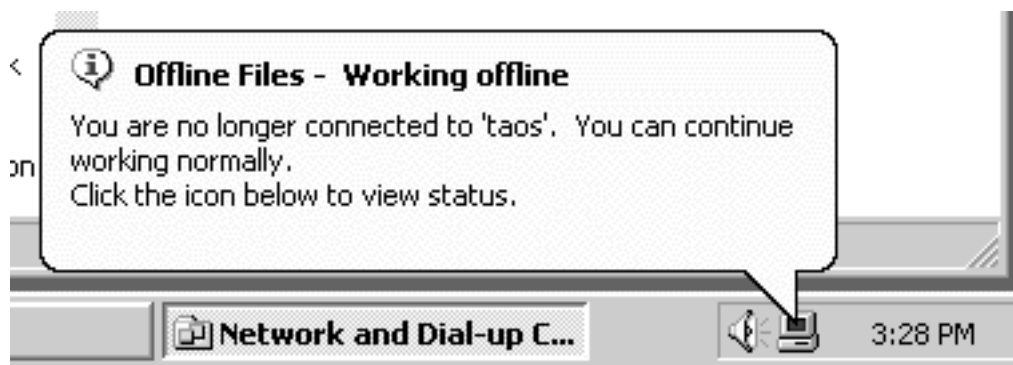 Offline Files - Working offline
You are no longer connected to 'taos'. You can continue
working normally.
Click the icon below to view status.
on
Network and Dial-up C...
3:28 PM